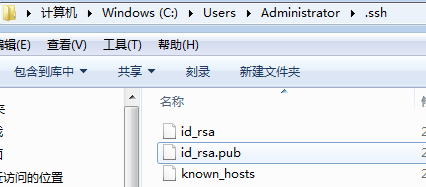 计算机 Windows (C:) Users Administrator .ssh
编辑(E) 查看(V) 工具(T) 帮助(H)
包含到库中 共享 刻录 新建文件夹
名称
id_rsa
id_rsa.pub
访问的位置
known_hosts